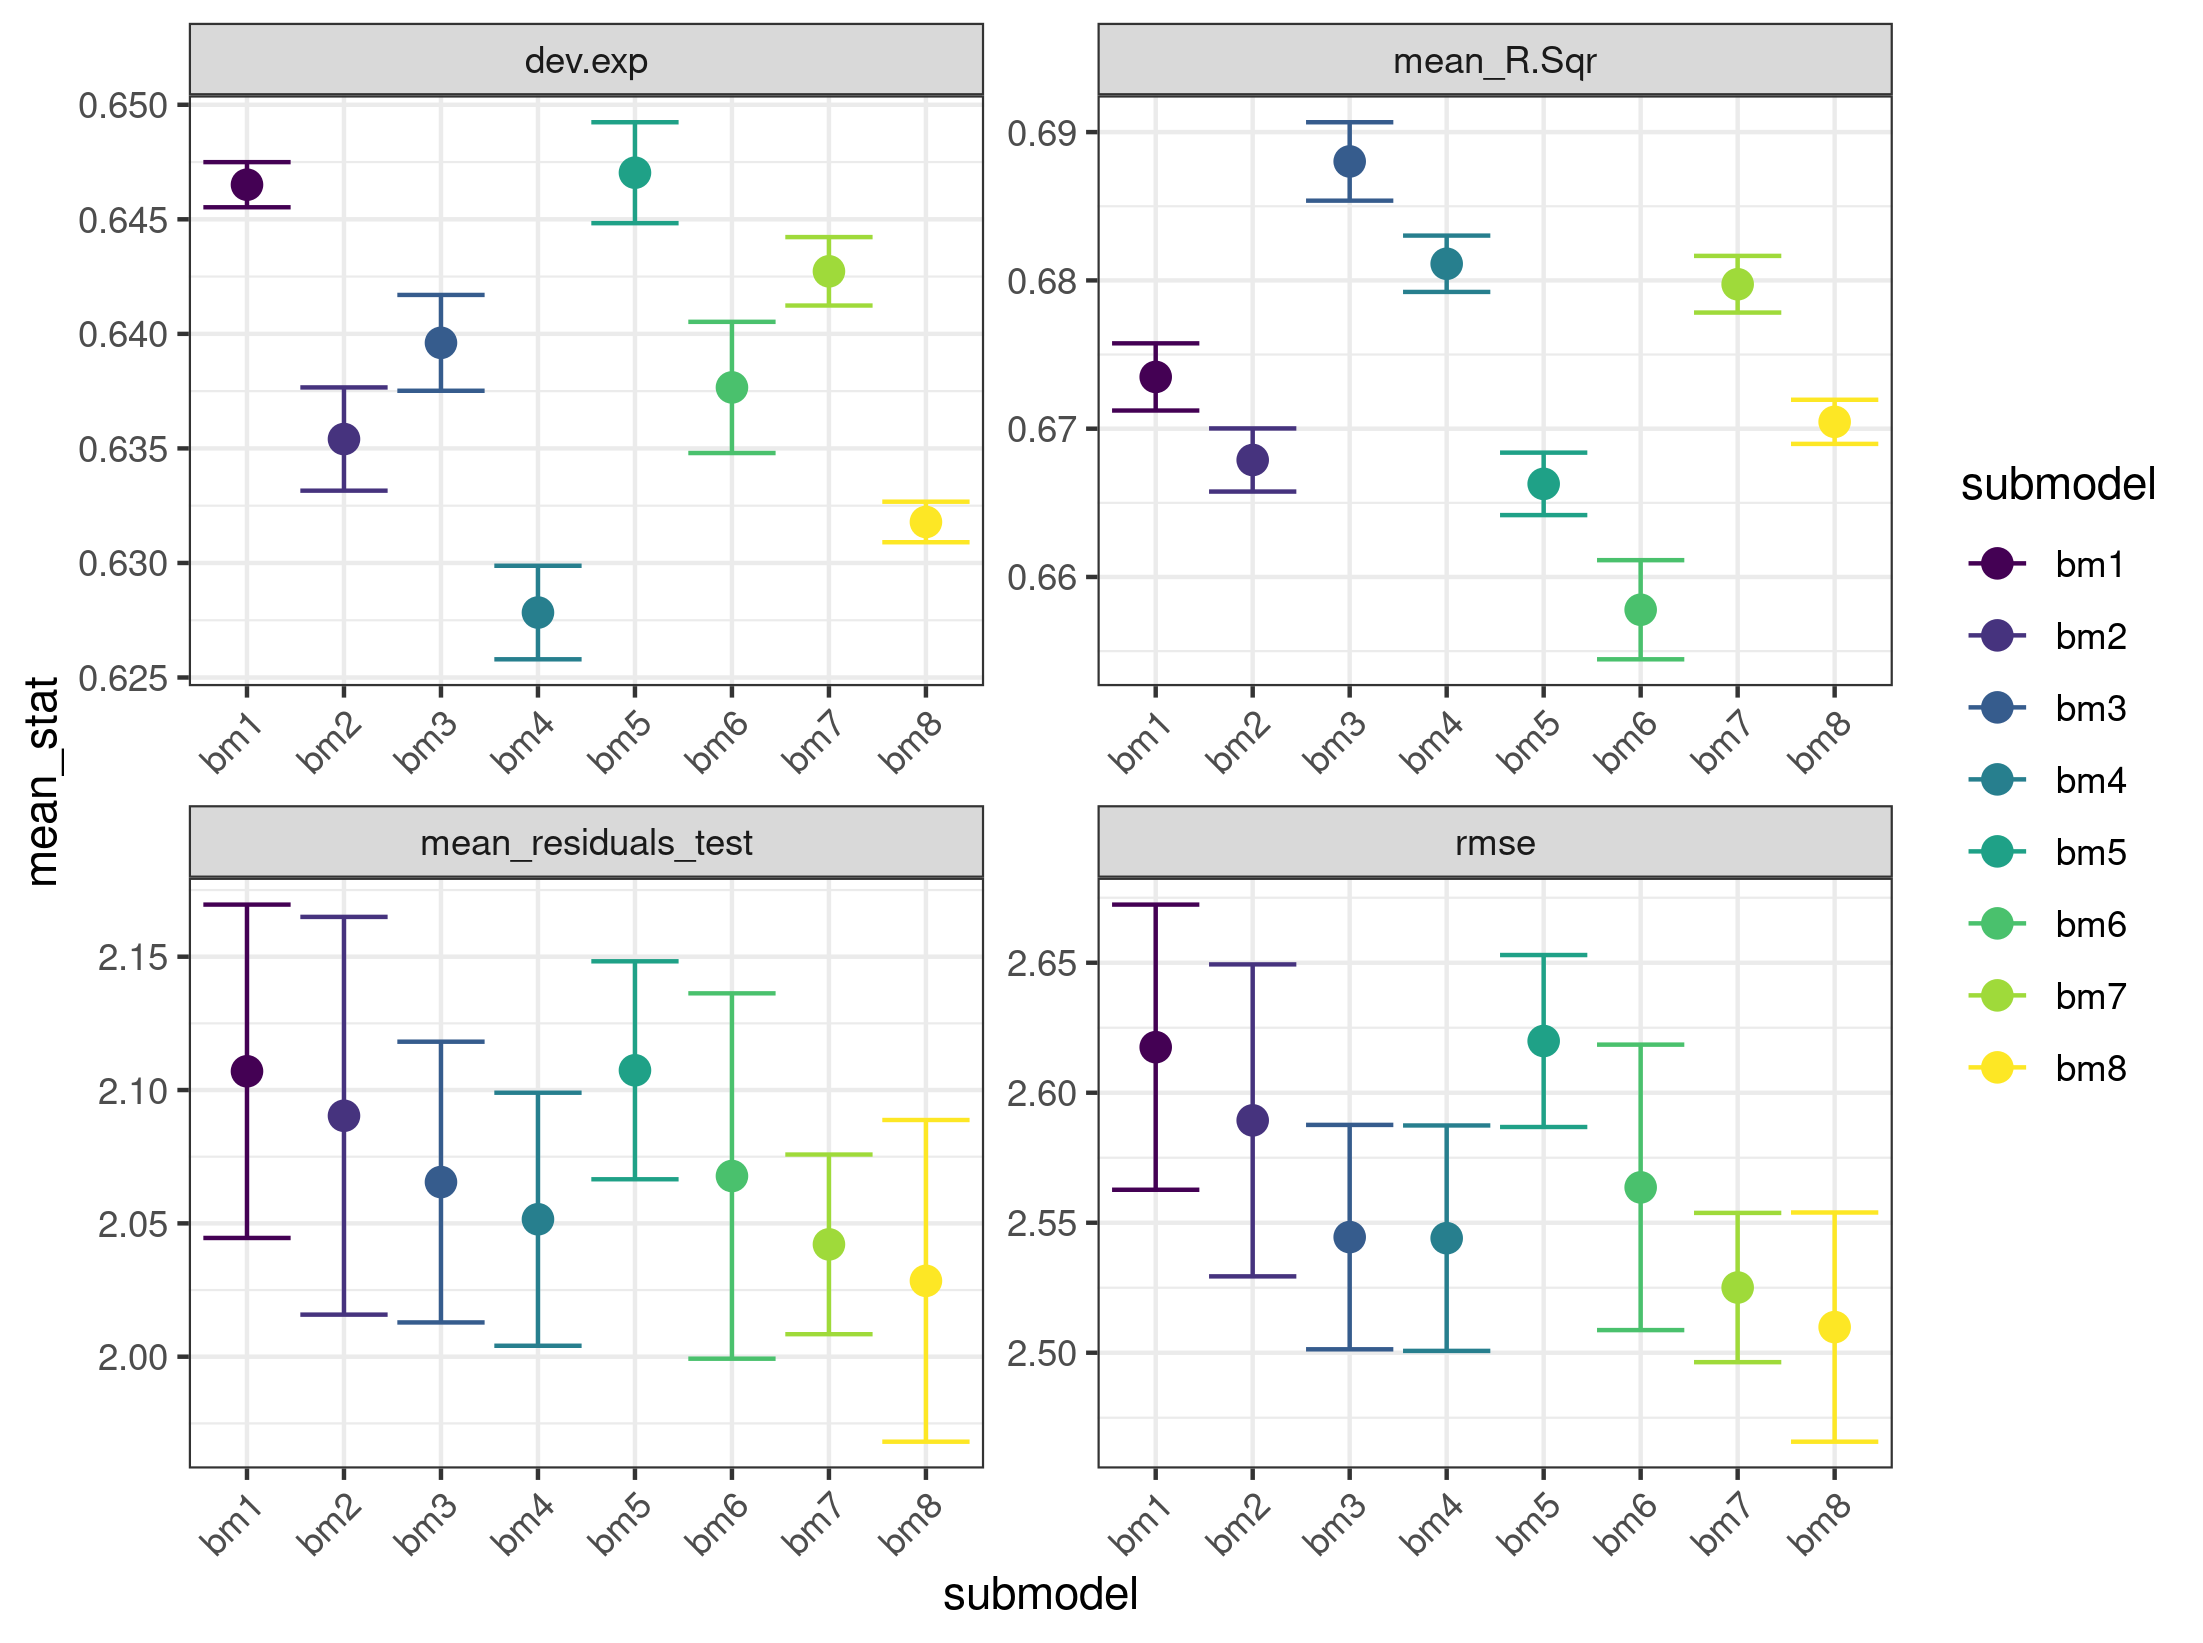 dev.exp
mean_R.Sqr
0.650
0.645
0.640
0.635
0.630
0.625
0.69
0.68
0.67
0.66
bm1 bm2 bm3 bm4 bm5 bm6 bm7 bm8
bm1 bm2 bm3 bm4 bm5 bm6 bm7 bm8
mean_stat
mean_residuals_test
rmse
2.15
2.10
2.05
2.00
2.65
2.60
2.55
2.50
bm1 bm2 bm3 bm4 bm5 bm6 bm7 bm8
bm1 bm2 bm3 bm4 bm5 bm6 bm7 bm8
submodel
submodel
bm1
bm2
bm3
bm4
bm5
bm6
bm7
bm8